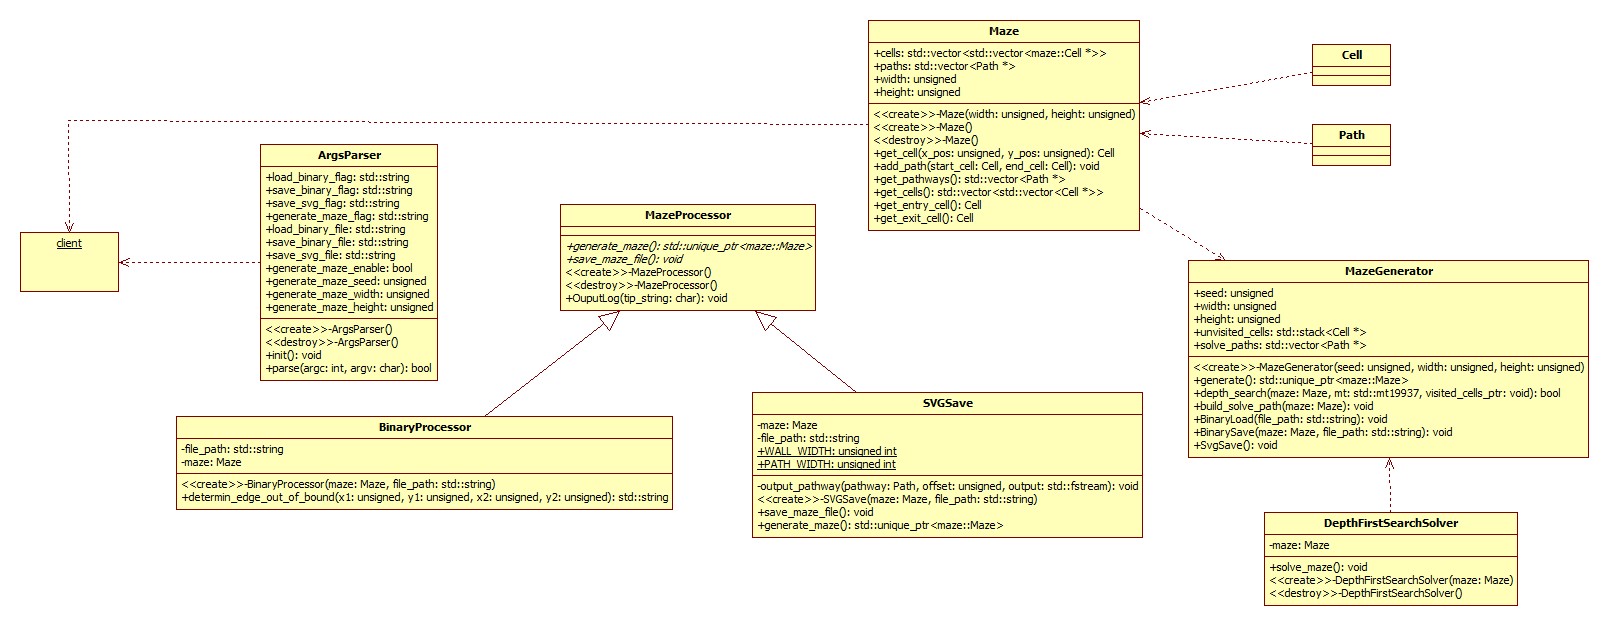 Maze
+cells: std::vector<std::vector<maze::Cell *>>
+paths: std::vector<Path *>
+width: unsigned
+height: unsigned
<<create>>-Maze(width: unsigned, height: unsigned)
<<create>>-Maze()
<<destroy>>-Maze()
+get_cell(x_pos: unsigned, y_pos: unsigned): Cell
+add_path(start_cell: Cell, end_cell: Cell): void
+get_pathways(): std::vector<Path *>
+get_cells(): std::vector<std::vector<Cell *>>
+get_entry_cell(): Cell
+get_exit_cell(): Cell
Cell
Path
ArgsParser
+load_binary_flag: std::string
+save_binary_flag: std::string
+save_svg_flag: std::string
+generate_maze_flag: std::string
+load_binary_file: std::string
+save_binary_file: std::string
+save_svg_file: std::string
+generate_maze_enable: bool
+generate_maze_seed: unsigned
+generate_maze_width: unsigned
+generate_maze_height: unsigned
<<create>>-ArgsParser()
<<destroy>>-ArgsParser()
+init(): void
+parse(argc: int, argv: char): bool
client
MazeProcessor
+generate_maze(): std::unique_ptr<maze::Maze>
+save_maze_file(): void
<<create>>-MazeProcessor()
<<destroy>>-MazeProcessor()
+OuputLog(tip_string: char): void
MazeGenerator
+seed: unsigned
+width: unsigned
+height: unsigned
+unvisited_cells: std::stack<Cell *>
+solve_paths: std::vector<Path *>
<<create>>-MazeGenerator(seed: unsigned, width: unsigned, height: unsigned)
+generate(): std::unique_ptr<maze::Maze>
+depth_search(maze: Maze, mt: std::mt19937, visited_cells_ptr: void): bool
+build_solve_path(maze: Maze): void
+BinaryLoad(file_path: std::string): void
+BinarySave(maze: Maze, file_path: std::string): void
+SvgSave(): void
BinaryProcessor
-file_path: std::string
-maze: Maze
<<create>>-BinaryProcessor(maze: Maze, file_path: std::string)
+determin_edge_out_of_bound(x1: unsigned, y1: unsigned, x2: unsigned, y2: unsigned): std::string
SVGSave
-maze: Maze
-file_path: std::string
+WALL_WIDTH: unsigned int
+PATH_WIDTH: unsigned int
-output_pathway(pathway: Path, offset: unsigned, output: std::fstream): void
<<create>>-SVGSave(maze: Maze, file_path: std::string)
+save_maze_file(): void
+generate_maze(): std::unique_ptr<maze::Maze>
DepthFirstSearchSolver
-maze: Maze
+solve_maze(): void
<<create>>-DepthFirstSearchSolver(maze: Maze)
<<destroy>>-DepthFirstSearchSolver()